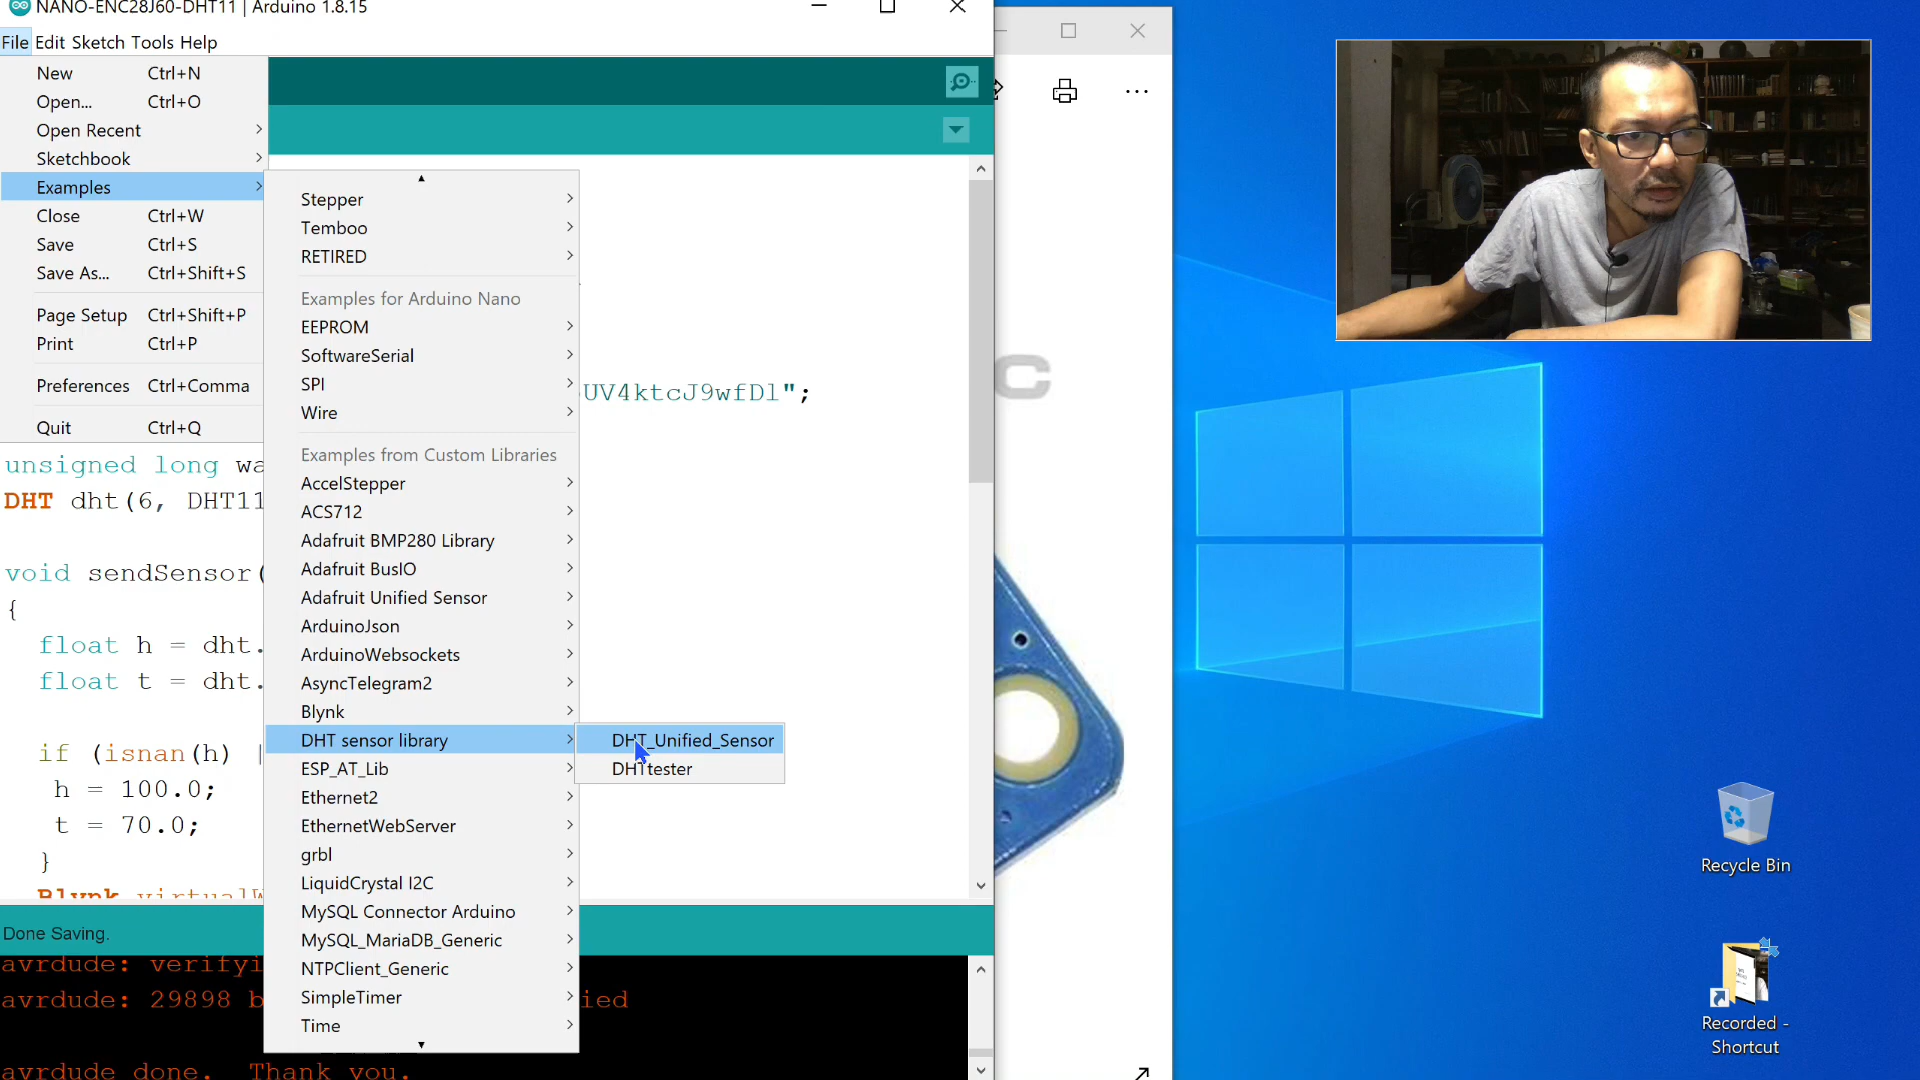 NANO-ENC28J60-DHT11 | Arduino 1.8.15
File Edit Sketch Tools Help
New Ctrl+N
Open... Ctrl+O
Open Recent
Sketchbook
Examples
Close Ctrl+W
Save Ctrl+S
Save As... Ctrl+Shift+S
Page Setup Ctrl+Shift+P
Print Ctrl+P
Preferences Ctrl+Comma
Quit Ctrl+Q
Stepper
Temboo
RETIRED
Examples for Arduino Nano
EEPROM
SoftwareSerial
SPI
Wire
Examples from Custom Libraries
AccelStepper
ACS712
Adafruit BMP280 Library
Adafruit BusIO
Adafruit Unified Sensor
ArduinoJson
ArduinoWebsockets
AsyncTelegram2
Blynk
DHT sensor library
ESP_AT_Lib
Ethernet2
EthernetWebServer
grbl
LiquidCrystal I2C
MySQL Connector Arduino
MySQL_MariaDB_Generic
NTPClient_Generic
SimpleTimer
Time
DHT_Unified_Sensor
DHTtester
UV4ktcJ9wfDl";
unsigned long wa
DHT dht(6, DHT11
void sendSensor(
{
float h = dht.
float t = dht.
if (isnan(h) |
h = 100.0;
t = 70.0;
}
Blynk.virtualW
Done Saving.
avrdude: verifyi
avrdude: 29898 b ied
avrdude done. Thank you.
C
Recycle Bin
Recorded -
Shortcut